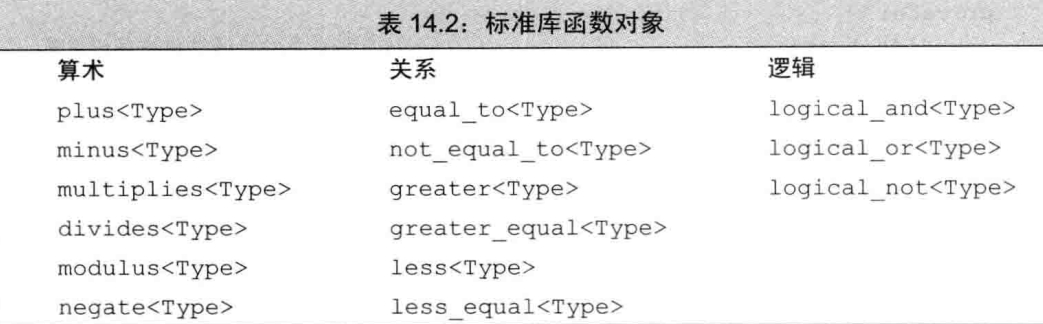 表 14.2：标准库函数对象
算术 关系 逻辑
plus<Type> equal_to<Type> logical_and<Type>
minus<Type> not_equal_to<Type> logical_or<Type>
multiplies<Type> greater<Type> logical_not<Type>
divides<Type> greater_equal<Type>
modulus<Type> less<Type>
negate<Type> less_equal<Type>